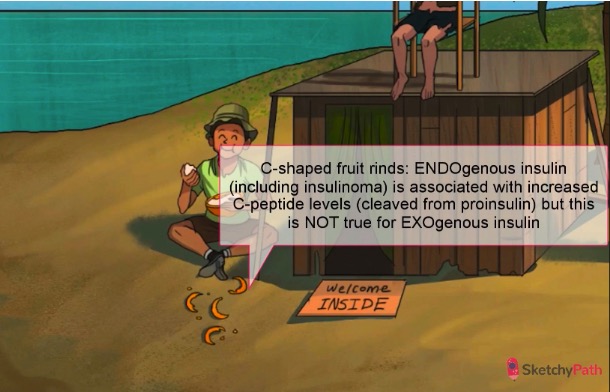 C-shaped fruit rinds: ENDOgenous insulin
(including insulinoma) is associated with increased
C-peptide levels (cleaved from proinsulin) but this
is NOT true for EXOgenous insulin
Welcome
INSIDE
SketchyPath